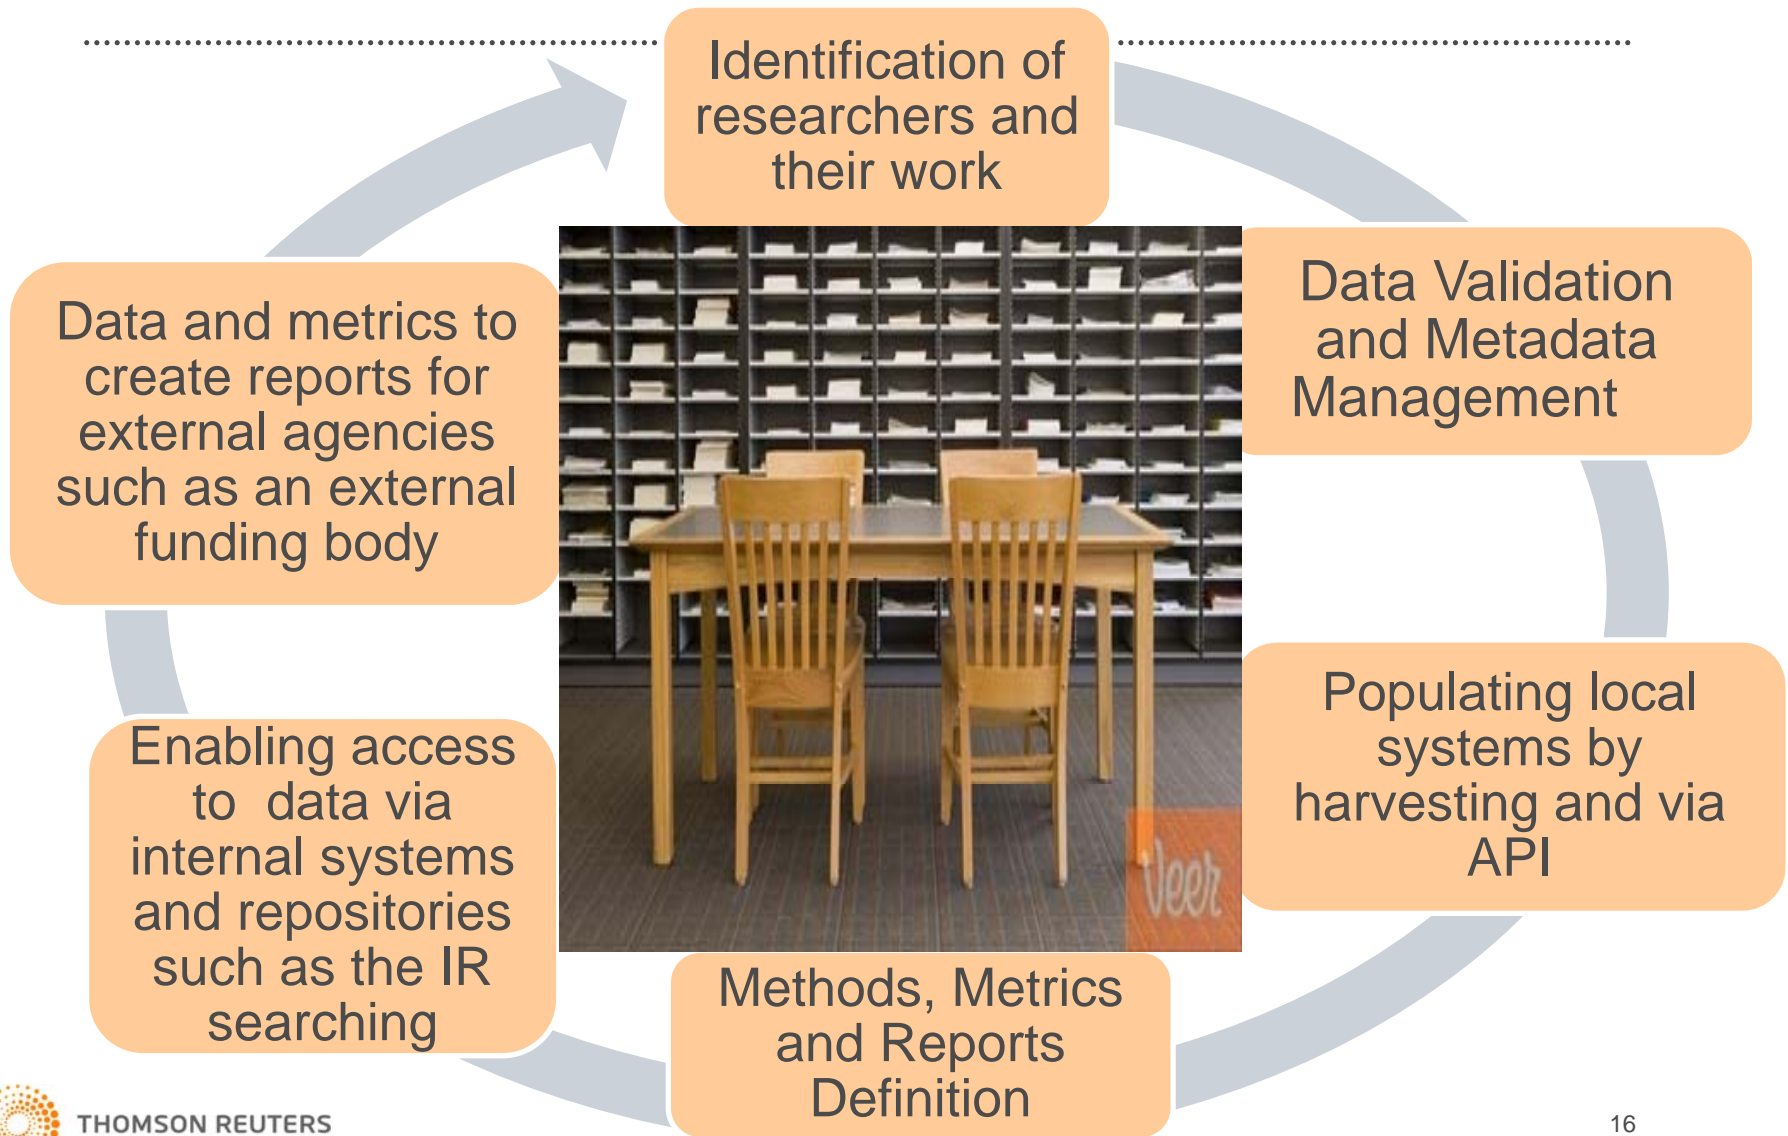 Identification of
researchers and
their work
Data Validation
and Metadata
Management
Populating local
systems by
harvesting and via
API
Methods, Metrics
and Reports
Definition
Enabling access
to  data via
internal systems
and repositories
such as the IR
searching
Data and metrics to
create reports for
external agencies
such as an external
funding body
Veer
THOMSON REUTERS
16